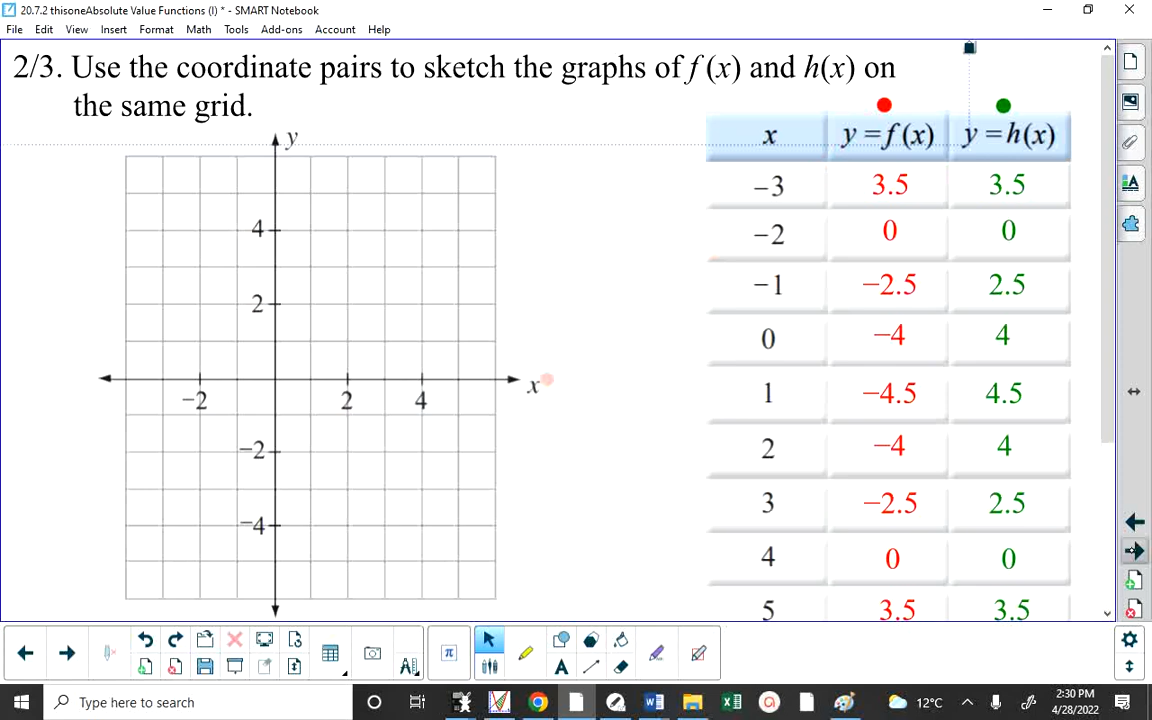 20.7.2 thisoneAbsolute Value Functions (I) * - SMART Notebook
File Edit View Insert Format Math Tools Add-ons Account Help
2/3. Use the coordinate pairs to sketch the graphs of f (x) and h(x) on
the same grid.
y
x y = f (x) y = h(x)
−3 3.5 3.5
−2 0 0
−1 −2.5 2.5
0 −4 4
1 −4.5 4.5
2 −4 4
3 −2.5 2.5
4 0 0
5 3.5 3.5
4
2
−2 2 4 x
−2
−4
π
A
Type here to search
12°C
2:30 PM
4/28/2022